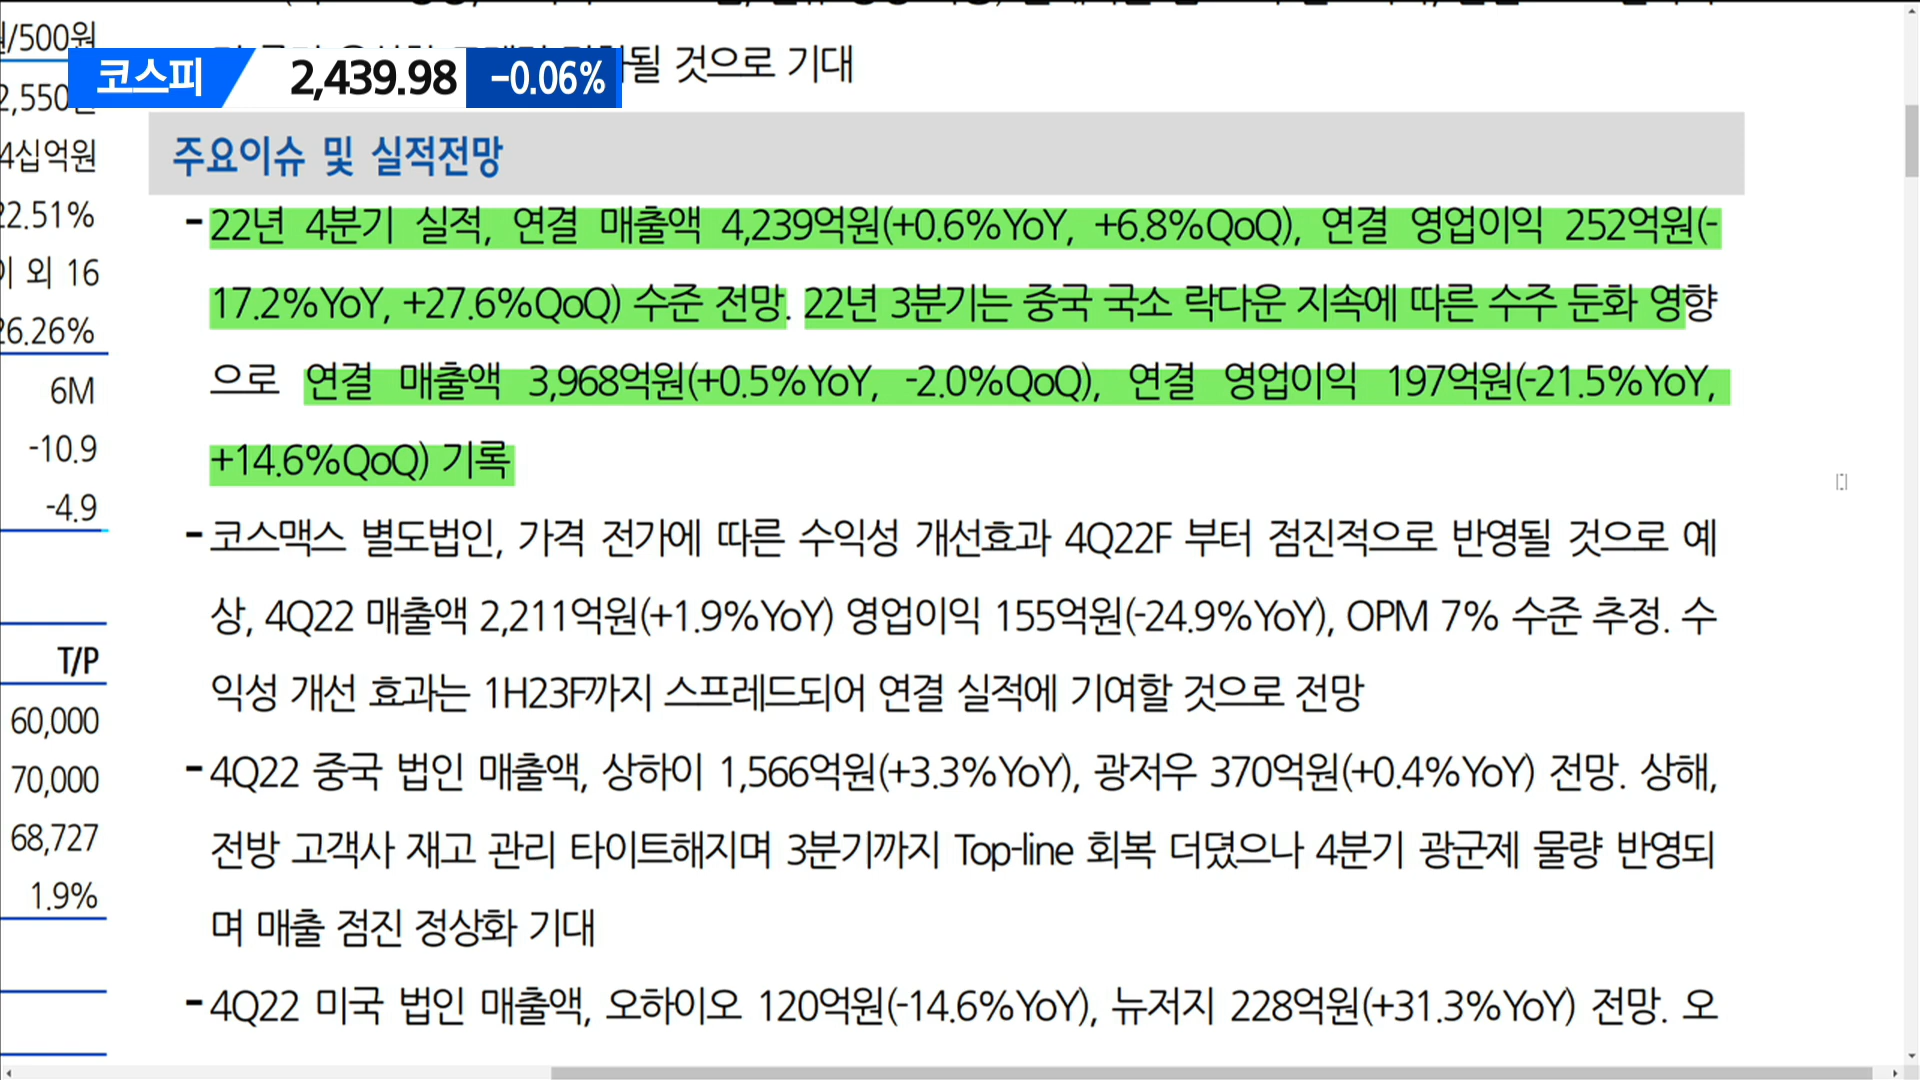 될 것으로 기대
코스피 2,439.98 -0.06%
/500원
2,550
4십억원
22.51%
외 16
26.26%
6M
-10.9
-4.9
T/P
60,000
70,000
68,727
1.9%
주요이슈 및 실적전망
- 22년 4분기 실적, 연결 매출액 4,239억원(+0.6%YoY, +6.8%QoQ), 연결 영업이익 252억원(-
17.2%YoY, +27.6%QoQ) 수준 전망. 22년 3분기는 중국 국소 락다운 지속에 따른 수주 둔화 영향
으로 연결 매출액 3,968억원(+0.5%YoY, -2.0%QoQ), 연결 영업이익 197억원(-21.5%YoY,
+14.6%QoQ) 기록
- 코스맥스 별도법인, 가격 전가에 따른 수익성 개선효과 4Q22F 부터 점진적으로 반영될 것으로 예
상, 4Q22 매출액 2,211억원(+1.9%YoY) 영업이익 155억원(-24.9%YoY), OPM 7% 수준 추정. 수
익성 개선 효과는 1H23F까지 스프레드되어 연결 실적에 기여할 것으로 전망
- 4Q22 중국 법인 매출액, 상하이 1,566억원(+3.3%YoY), 광저우 370억원(+0.4%YoY) 전망. 상해,
전방 고객사 재고 관리 타이트해지며 3분기까지 Top-line 회복 더뎠으나 4분기 광군제 물량 반영되
며 매출 점진 정상화 기대
- 4Q22 미국 법인 매출액, 오하이오 120억원(-14.6%YoY), 뉴저지 228억원(+31.3%YoY) 전망. 오